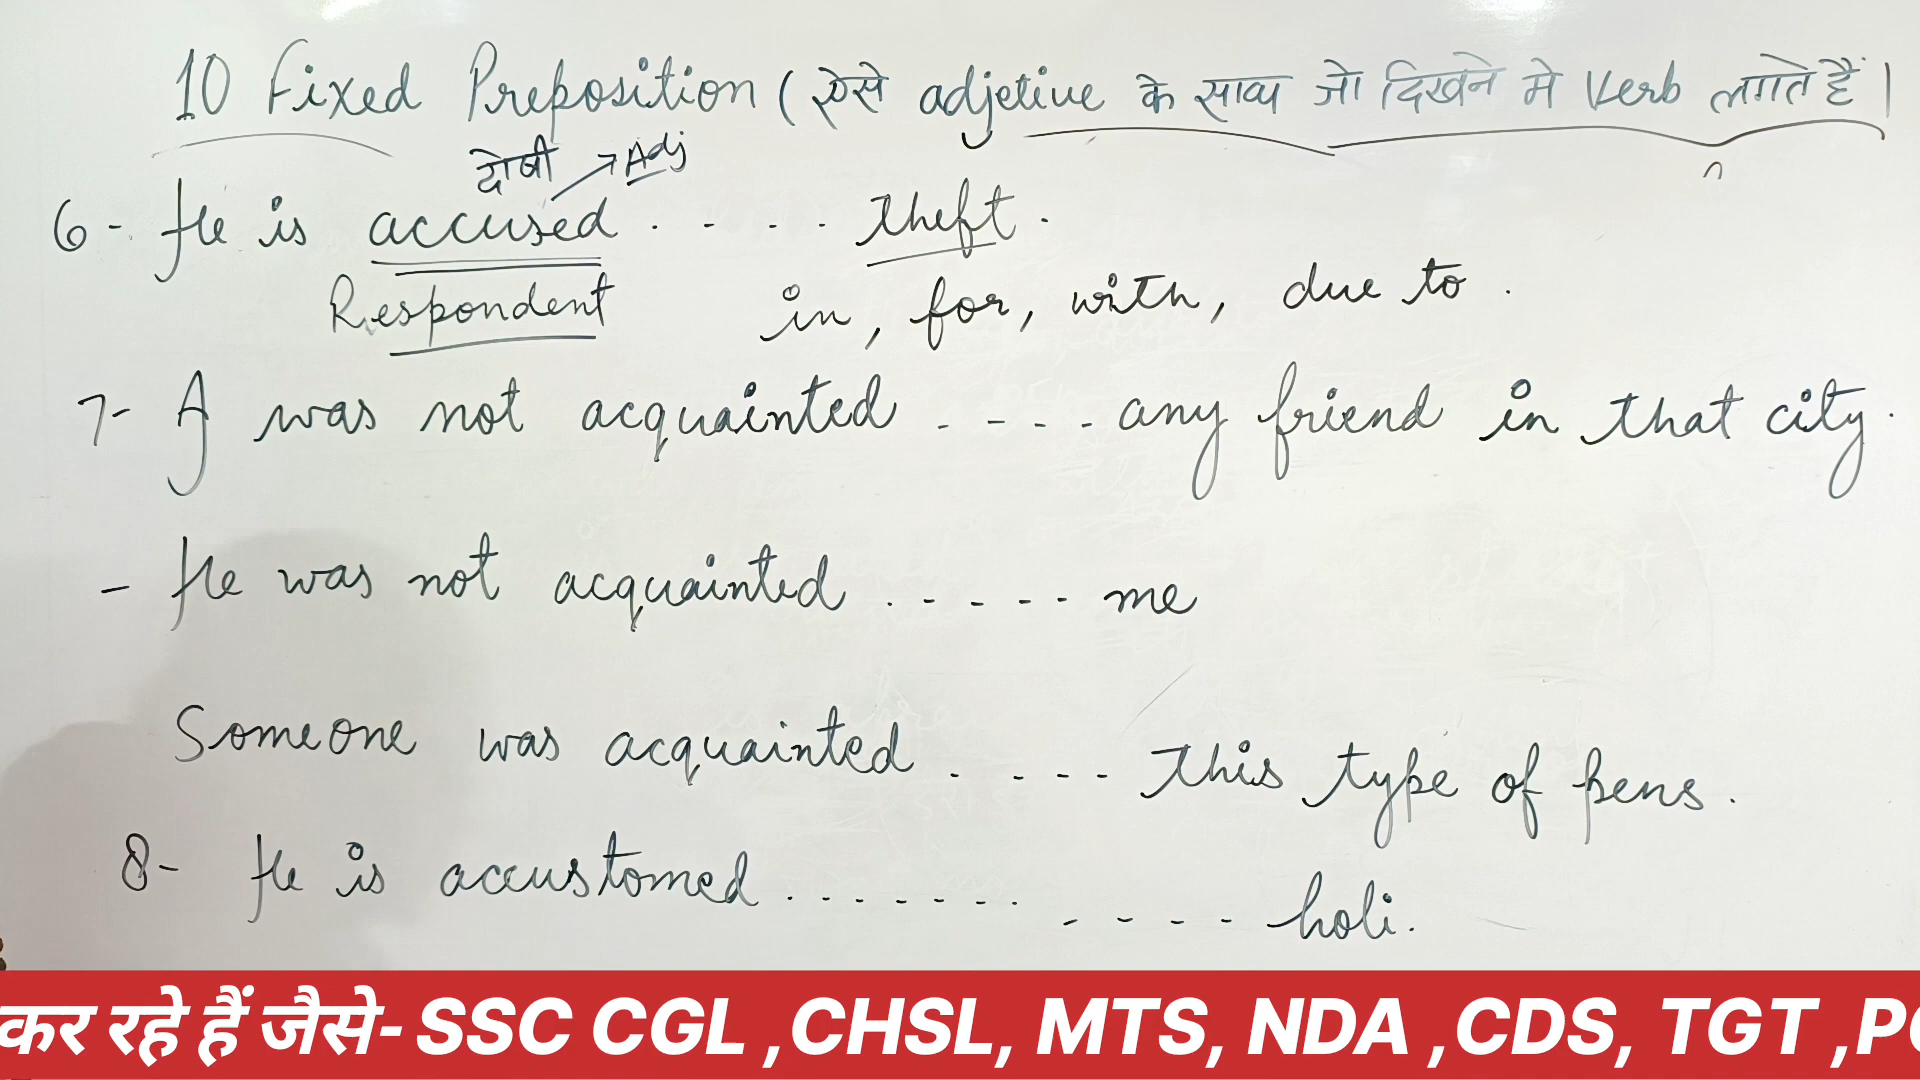 10 Fixed Preposition ( ऐसे adjetive के साथ जो दिखने मे Verb लगते हैं।
दोषी → Adj
6- He is accused . - - . theft .
Respondent in, for, with, due to .
7- I was not acquainted . - - . - any friend in that city.
- He was not acquainted . - - - - me
Someone was acquainted . - - - - this type of pens .
8- He is accustomed . . . . . . . . - - - - holi.
कर रहे हैं जैसे- SSC CGL ,CHSL, MTS, NDA ,CDS, TGT ,PG